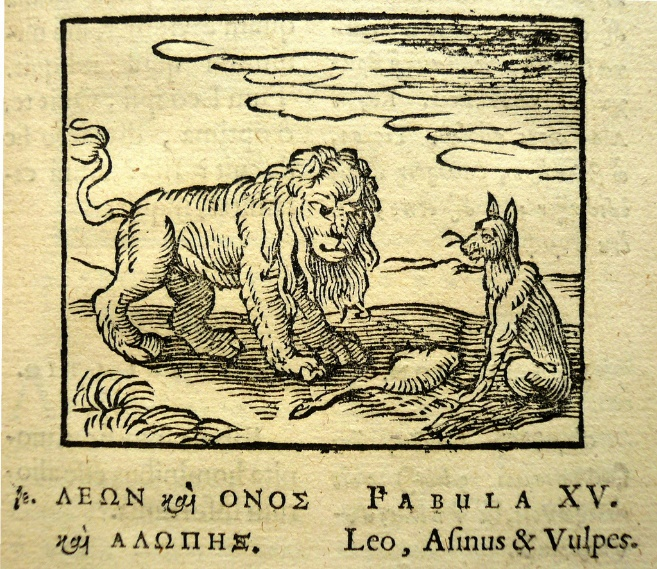 ιε. ΛΕΩΝ καὶ ΟΝΟΣ
καὶ ΑΛΩΠΗΞ.
FABULA XV.
Leo, Aſinus & Vulpes.